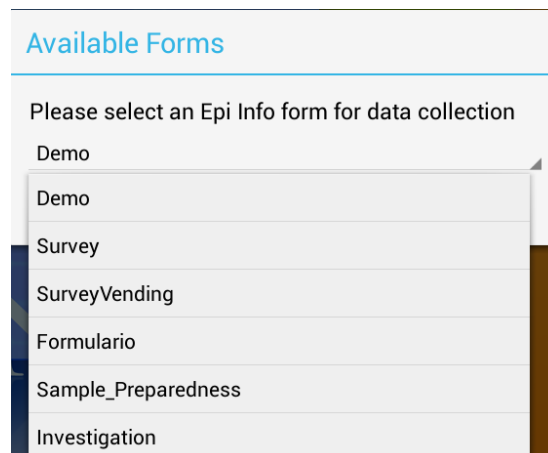 Available Forms
Please select an Epi Info form for data collection
Demo
Demo
Survey
SurveyVending
Formulario
Sample_Preparedness
Investigation